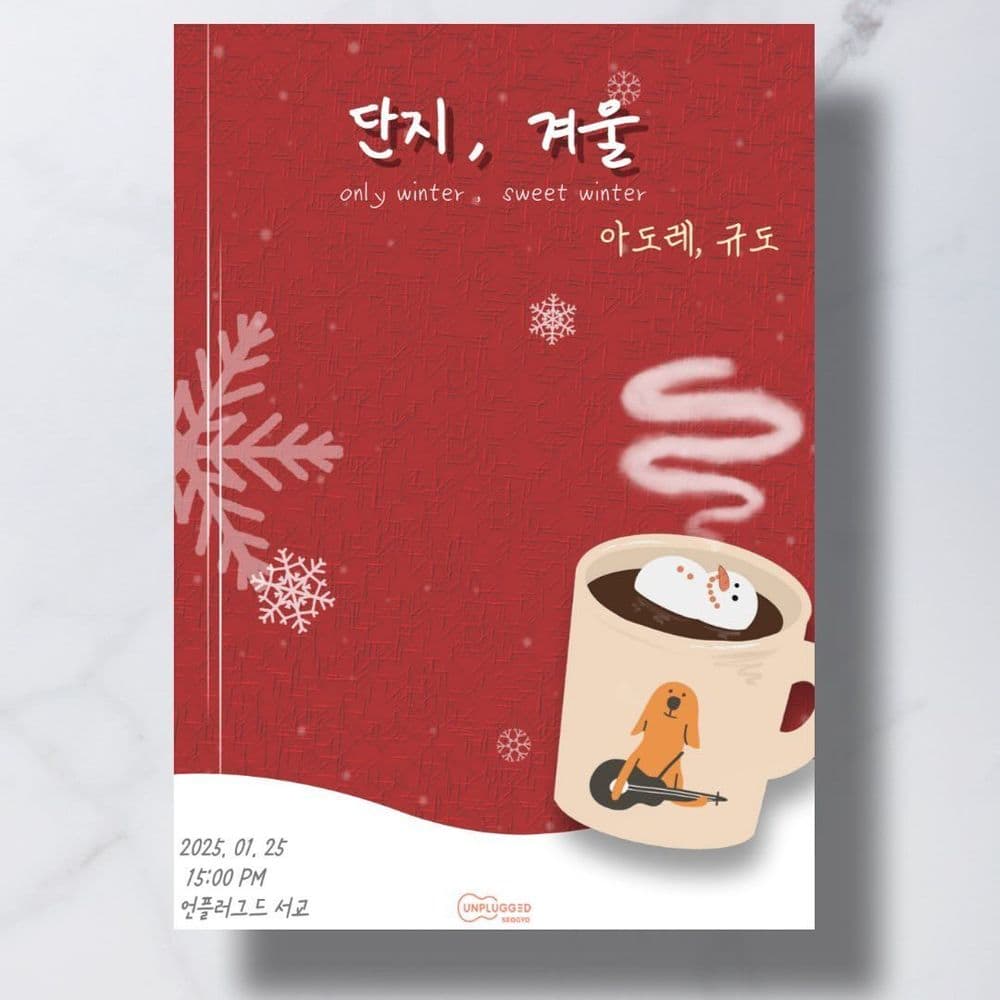 단지, 겨울
only winter, sweet winter
아도레, 규도
2025. 01. 25
15:00 PM
언플러그드 서교
UNPLUGGED
SEOGYO